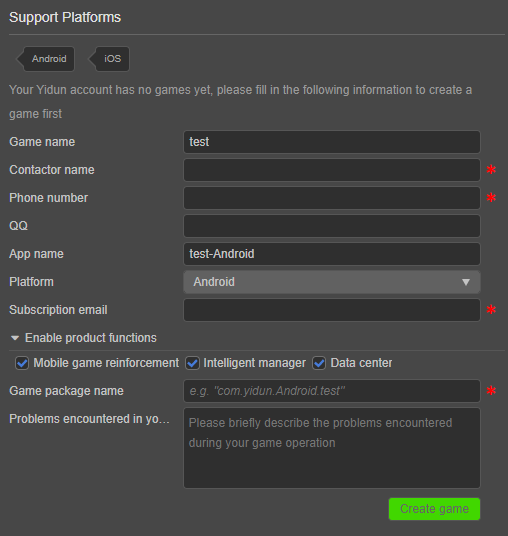 Support Platforms
Android
iOS
Your Yidun account has no games yet, please fill in the following information to create a
game first
Game name
test
Contactor name
*
Phone number
*
QQ
App name
test-Android
Platform
Android
Subscription email
*
Enable product functions
Mobile game reinforcement
Intelligent manager
Data center
Game package name
e.g. "com.yidun.Android.test"
*
Problems encountered in yo...
Please briefly describe the problems encountered
during your game operation
Create game